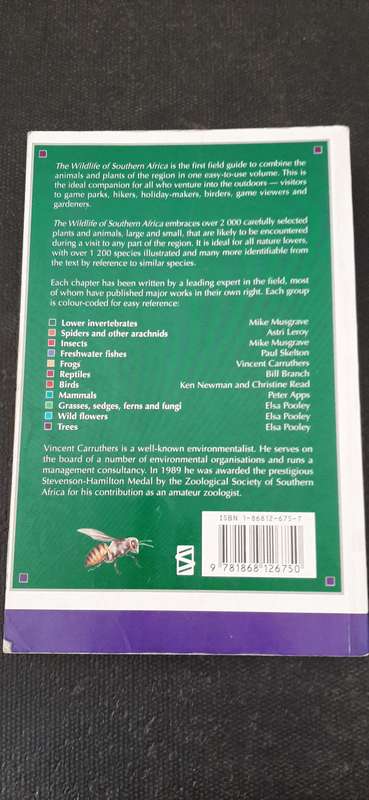 The Wildlife of Southern Africa is the first field guide to combine the
animals and plants of the region in one easy-to-use volume. This is
the ideal companion for all who venture into the outdoors — visitors
to game parks, hikers, holiday-makers, birders, game viewers and
gardeners.
The Wildlife of Southern Africa embraces over 2 000 carefully selected
plants and animals, large and small, that are likely to be encountered
during a visit to any part of the region. It is ideal for all nature lovers,
with over 1 200 species illustrated and many more identifiable from
the text by reference to similar species.
Each chapter has been written by a leading expert in the field, most
of whom have published major works in their own right. Each group
is colour-coded for easy reference:
Lower invertebrates Mike Musgrave
Spiders and other arachnids Astri Leroy
Insects Mike Musgrave
Freshwater fishes Paul Skelton
Frogs Vincent Carruthers
Reptiles Bill Branch
Birds Ken Newman and Christine Read
Mammals Peter Apps
Grasses, sedges, ferns and fungi Elsa Pooley
Wild flowers Elsa Pooley
Trees Elsa Pooley
Vincent Carruthers is a well-known environmentalist. He serves on
the board of a number of environmental organisations and runs a
management consultancy. In 1989 he was awarded the prestigious
Stevenson-Hamilton Medal by the Zoological Society of Southern
Africa for his contribution as an amateur zoologist.
ISBN 1-86812-675-7
9 781868 126750